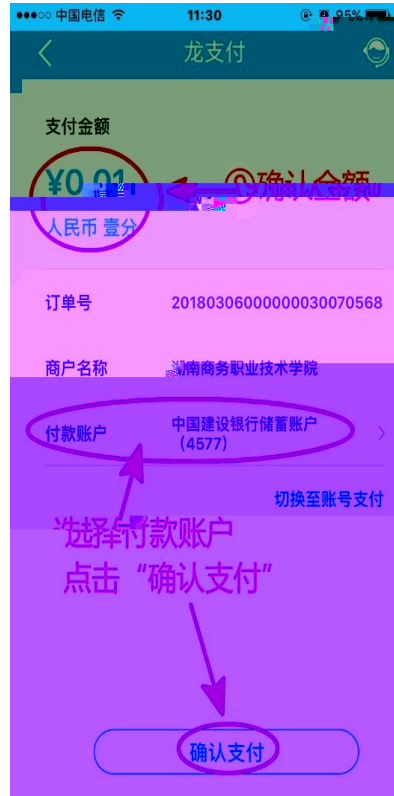 中国电信 11:30 95%
龙支付
支付金额
¥0.01 ①确认金额
人民币 壹分
订单号 20180306000000030070568
商户名称 湖南商务职业技术学院
付款账户 中国建设银行储蓄账户
(4577)
切换至账号支付
选择付款账户
点击“确认支付”
确认支付